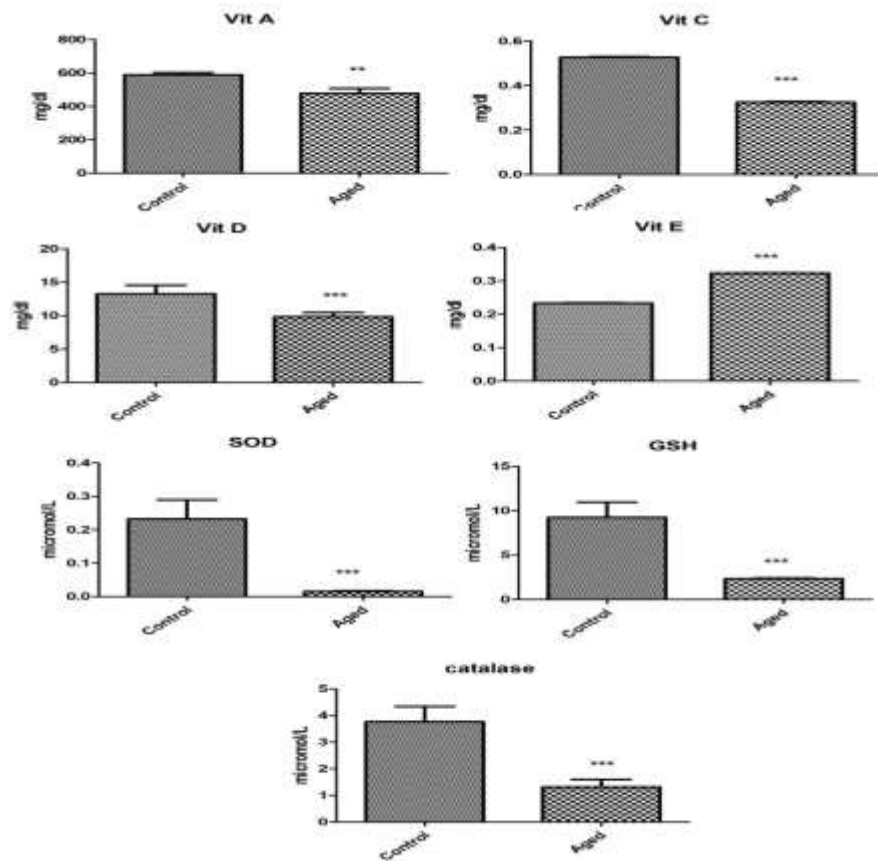 Vit A
800
600
400
200
0
mg/dl
**
Control
Aged
Vit C
0.6
0.4
0.2
0.0
mg/dl
***
Control
Aged
Vit D
20
15
10
5
0
mg/dl
***
Control
Aged
Vit E
0.4
0.3
0.2
0.1
0.0
mg/dl
***
Control
Aged
SOD
0.4
0.3
0.2
0.1
0.0
micromol/L
***
Control
Aged
GSH
15
10
5
0
micromol/L
***
Control
Aged
catalase
5
4
3
2
1
0
micromol/L
***
Control
Aged